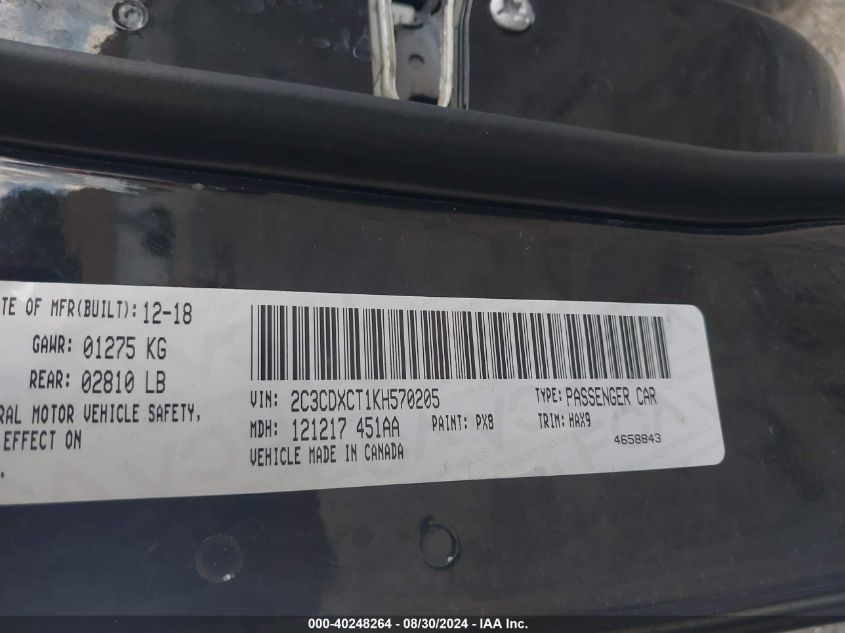 TE OF MFR(BUILT): 12-18
GAWR: 01275 KG
REAR: 02810 LB
RAL MOTOR VEHICLE SAFETY,
EFFECT ON
VIN: 2C3CDXCT1KH570205
TYPE: PASSENGER CAR
MDH: 121217 451AA
PAINT: PX8
TRIM: HAX9
VEHICLE MADE IN CANADA
4658843
000-40248264 - 08/30/2024 - IAA Inc.